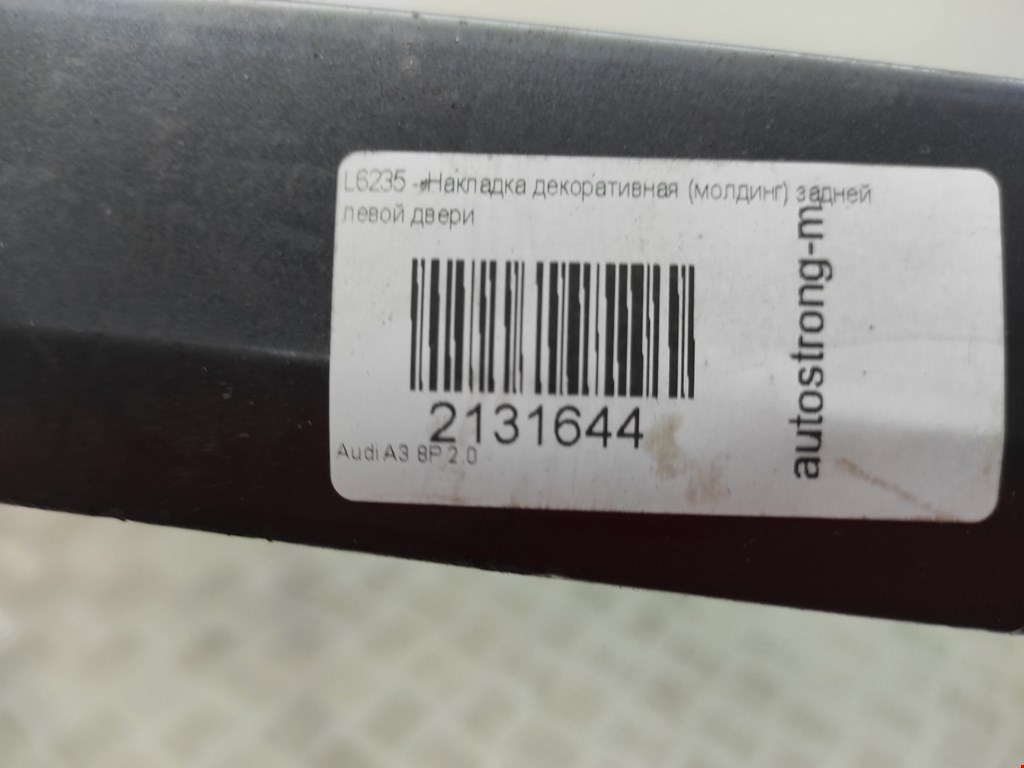 L6235 - Накладка декоративная (молдинг) задней
левой двери
2131644
Audi A3 8P 2.0
autostrong-m